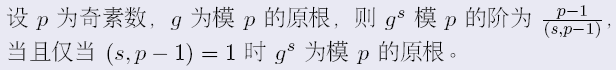 设 p 为奇素数，g 为模 p 的原根，则 g^s 模 p 的阶为 \frac{p-1}{(s,p-1)}，
当且仅当 (s, p − 1) = 1 时 g^s 为模 p 的原根。